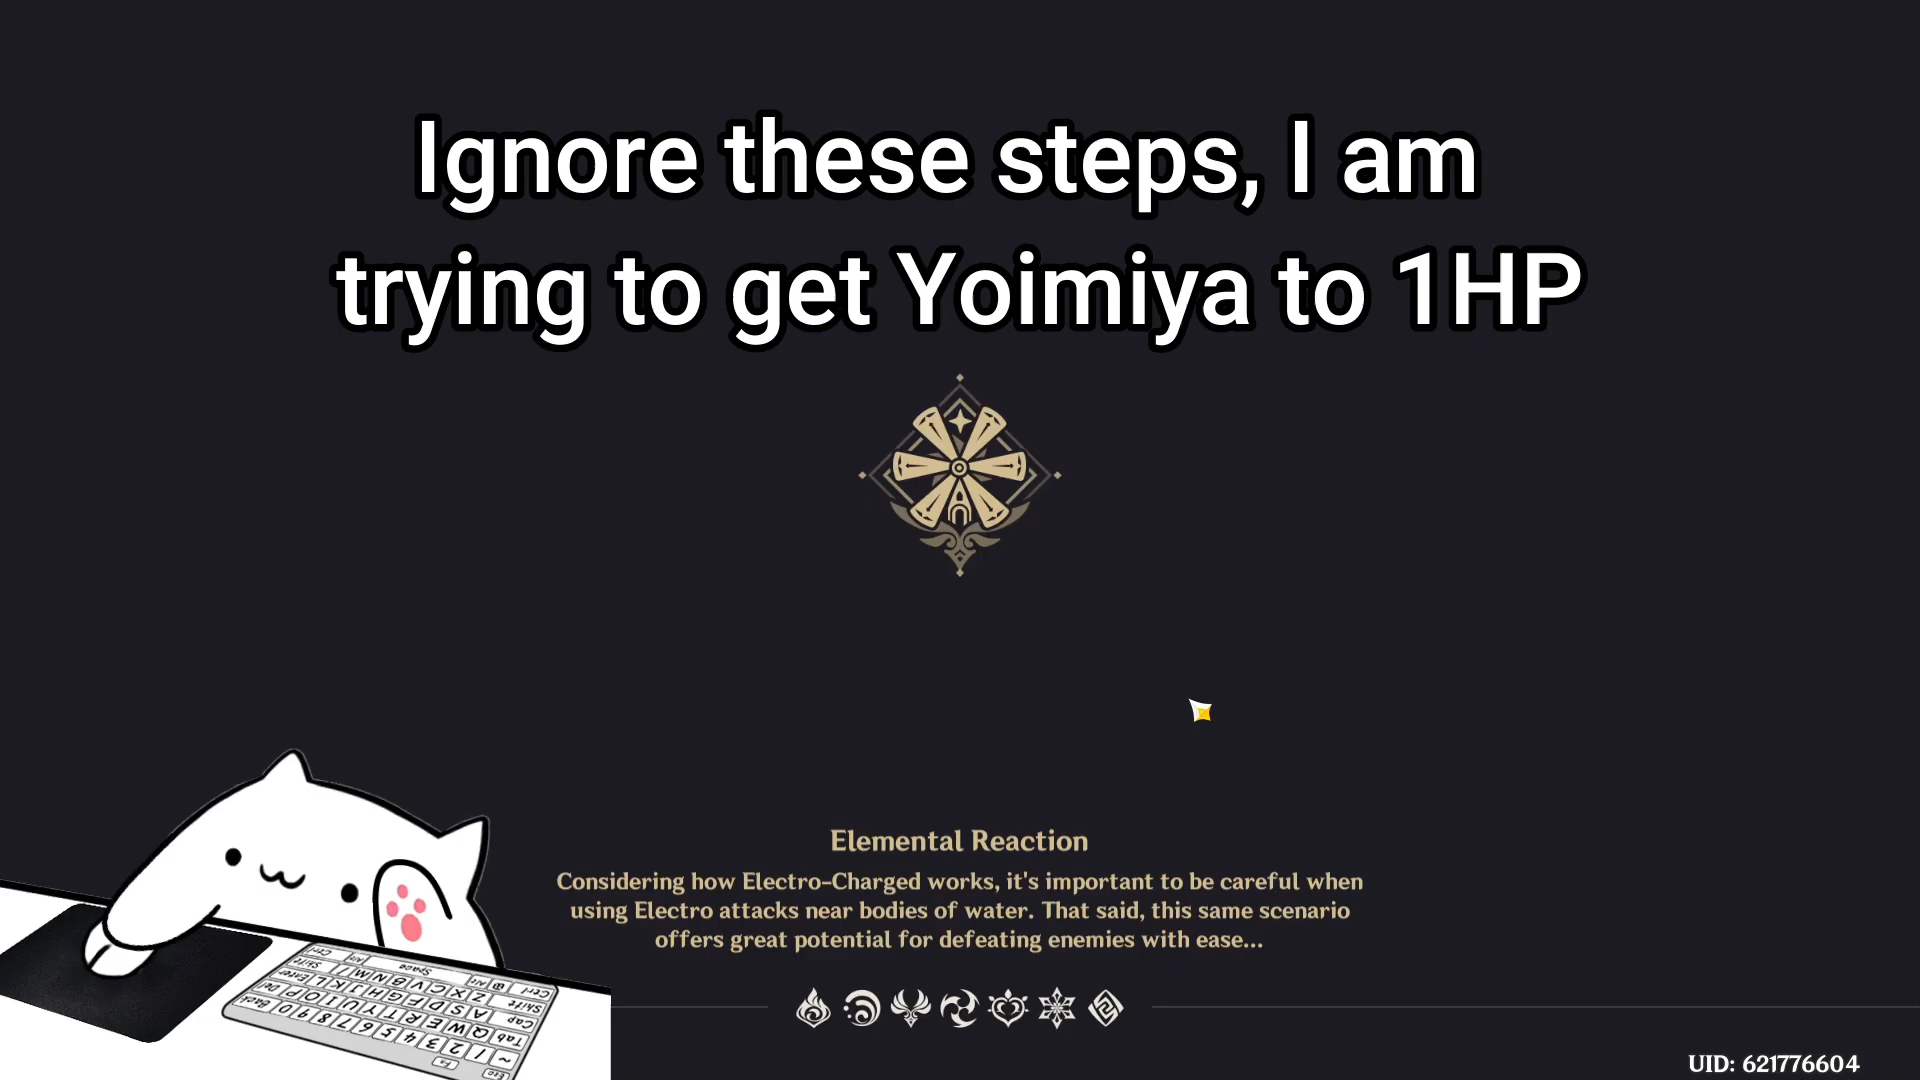 Ignore these steps, I am
trying to get Yoimiya to 1HP
Elemental Reaction
Considering how Electro-Charged works, it's important to be careful when
using Electro attacks near bodies of water. That said, this same scenario
offers great potential for defeating enemies with ease...
UID: 621776604